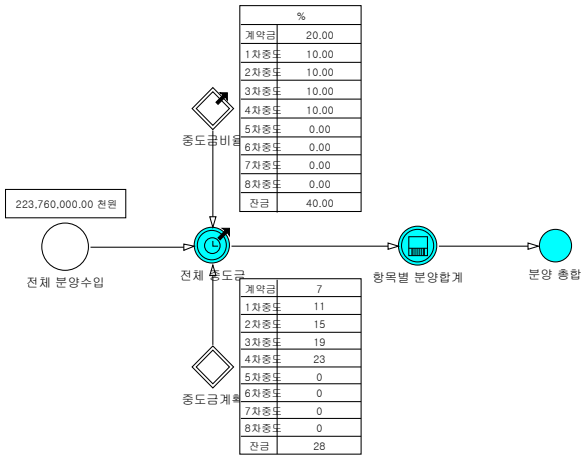 %
계약금 20.00
1차중도 10.00
2차중도 10.00
3차중도 10.00
4차중도 10.00
5차중도 0.00
6차중도 0.00
7차중도 0.00
8차중도 0.00
잔금 40.00
중도금비율
223,760,000.00 천원
전체 분양수입
전체 중도금
항목별 분양합계
분양 총합
계약금 7
1차중도 11
2차중도 15
3차중도 19
4차중도 23
5차중도 0
6차중도 0
7차중도 0
8차중도 0
잔금 28
중도금계획